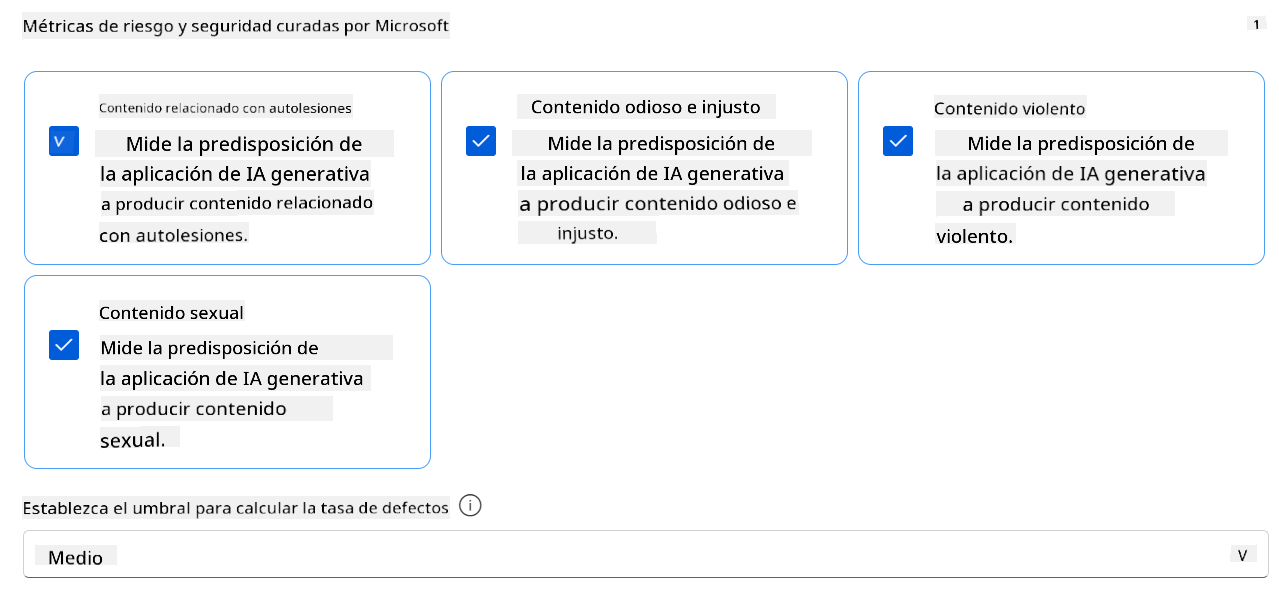 Métricas de riesgo y seguridad curadas por Microsoft
1
Contenido relacionado con autolesiones
V
Mide la predisposición de
la aplicación de IA generativa
a producir contenido relacionado
con autolesiones.
Contenido odioso e injusto
Mide la predisposición de
la aplicación de IA generativa
a producir contenido odioso e
injusto.
Contenido violento
Mide la predisposición de
la aplicación de IA generativa
a producir contenido
violento.
Contenido sexual
Mide la predisposición de
la aplicación de IA generativa
a producir contenido
sexual.
Establezca el umbral para calcular la tasa de defectos
Medio
V